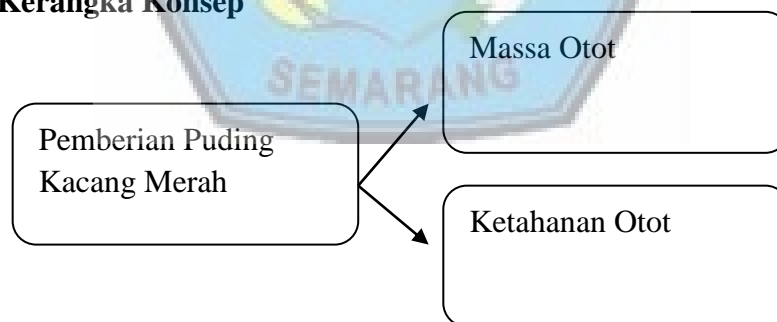 Kerangka Konsep
SEMARANG
Massa Otot
Pemberian Puding
Kacang Merah
Ketahanan Otot